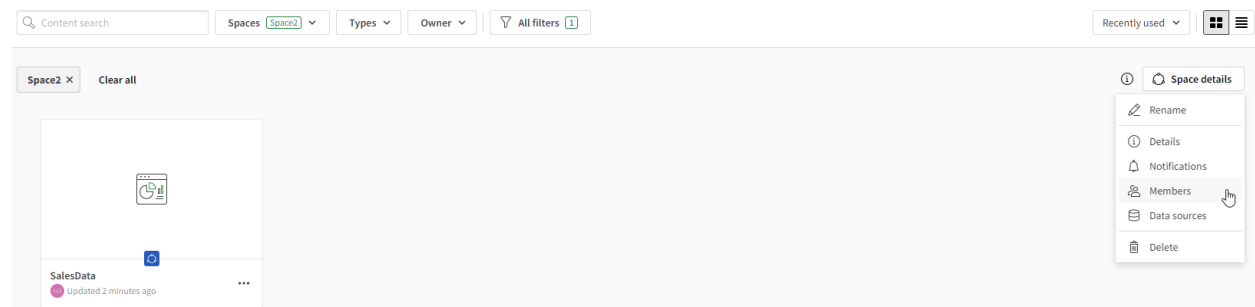 Content search
Spaces Space2
Types
Owner
All filters 1
Recently used
Space2 ×
Clear all
Space details
Rename
Details
Notifications
Members
Data sources
Delete
SalesData
Updated 2 minutes ago